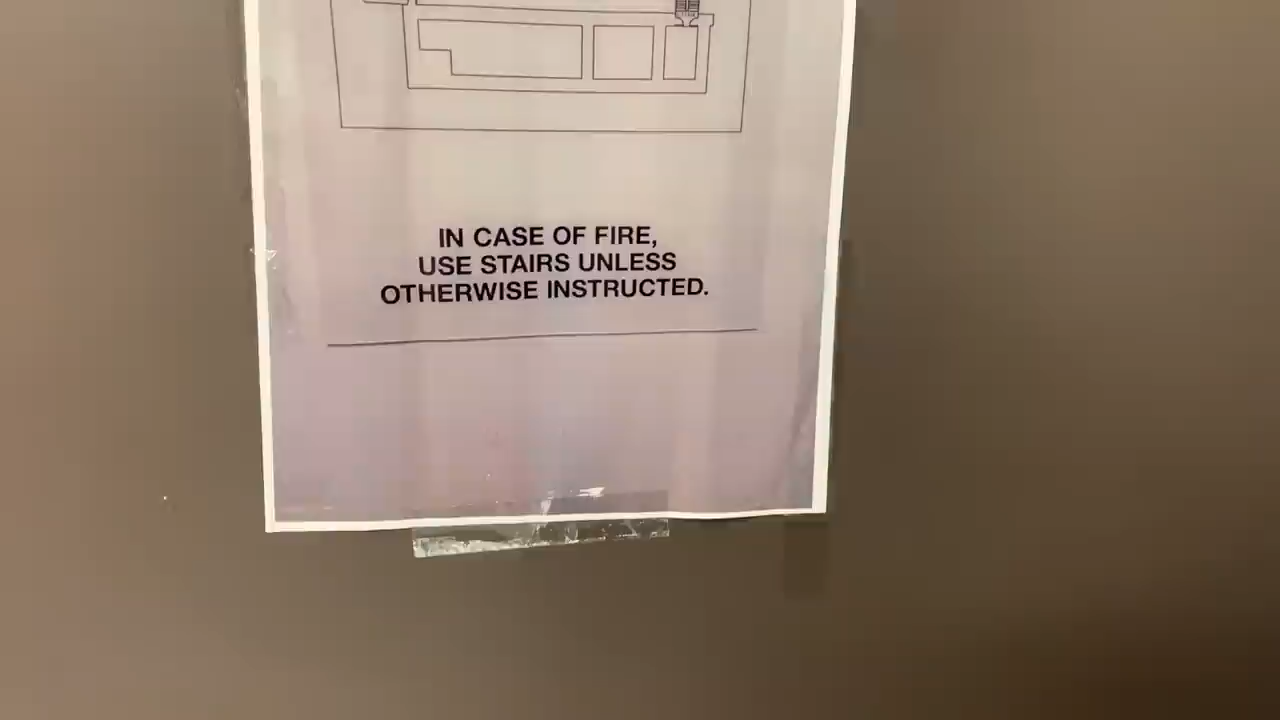 IN CASE OF FIRE,
USE STAIRS UNLESS
OTHERWISE INSTRUCTED.